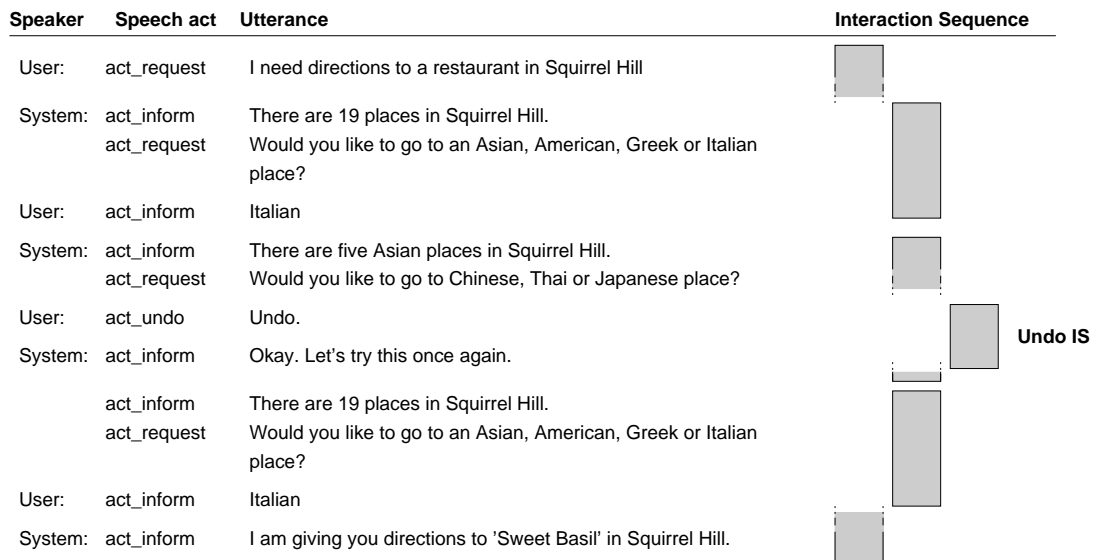 Speaker Speech act Utterance Interaction Sequence
User: act_request I need directions to a restaurant in Squirrel Hill
System: act_inform There are 19 places in Squirrel Hill.
act_request Would you like to go to an Asian, American, Greek or Italian
place?
User: act_inform Italian
System: act_inform There are five Asian places in Squirrel Hill.
act_request Would you like to go to Chinese, Thai or Japanese place?
User: act_undo Undo.
Undo IS
System: act_inform Okay. Let's try this once again.
act_inform There are 19 places in Squirrel Hill.
act_request Would you like to go to an Asian, American, Greek or Italian
place?
User: act_inform Italian
System: act_inform I am giving you directions to ’Sweet Basil’ in Squirrel Hill.